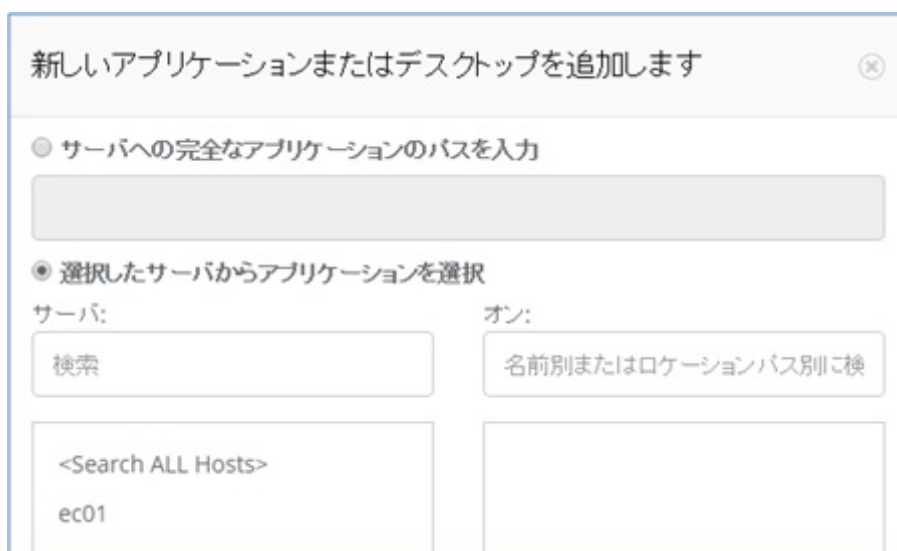 新しいアプリケーションまたはデスクトップを追加します
サーバへの完全なアプリケーションのパスを入力
選択したサーバからアプリケーションを選択
サーバ:
オン:
検索
名前別またはロケーションパス別に検
<Search ALL Hosts>
ec01